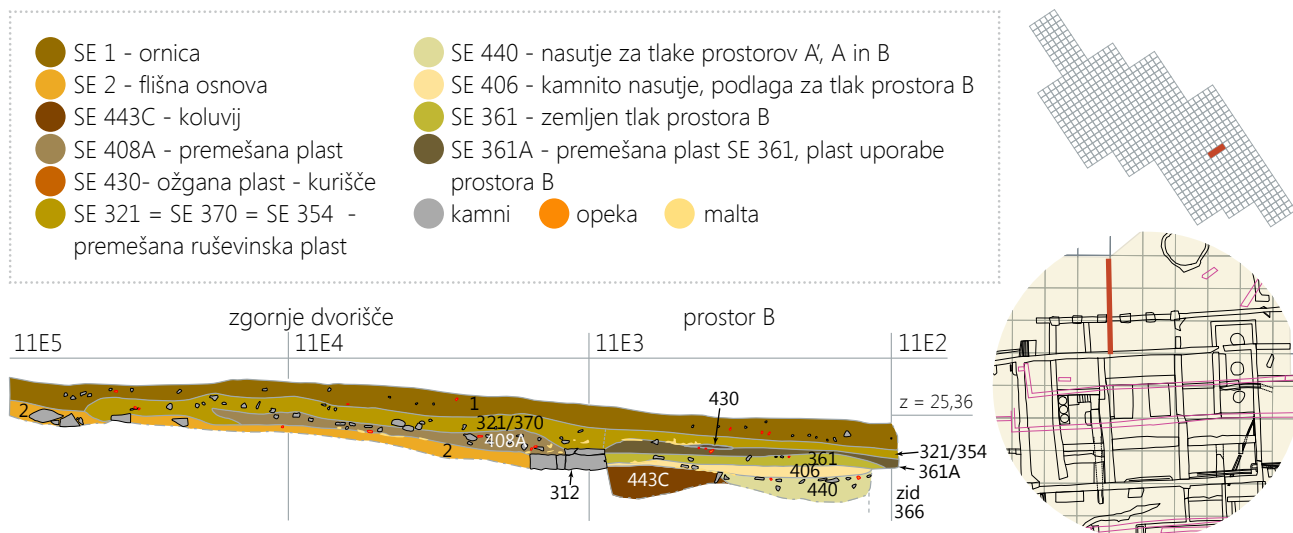 SE 1 - ornica
SE 2 - flišna osnova
SE 443C - koluvij
SE 408A - premešana plast
SE 430- ožgana plast - kurišče
SE 321 = SE 370 = SE 354 -
premešana ruševinska plast
SE 440 - nasutje za tlake prostorov A', A in B
SE 406 - kamnito nasutje, podlaga za tlak prostora B
SE 361 - zemljen tlak prostora B
SE 361A - premešana plast SE 361, plast uporabe
prostora B
kamni opeka malta
zgornje dvorišče prostor B
11E5 11E4 11E3 11E2
430
z = 25,36
1
2
321/370
408A
2
361
321/354
406
361A
443C
440
312
zid
366